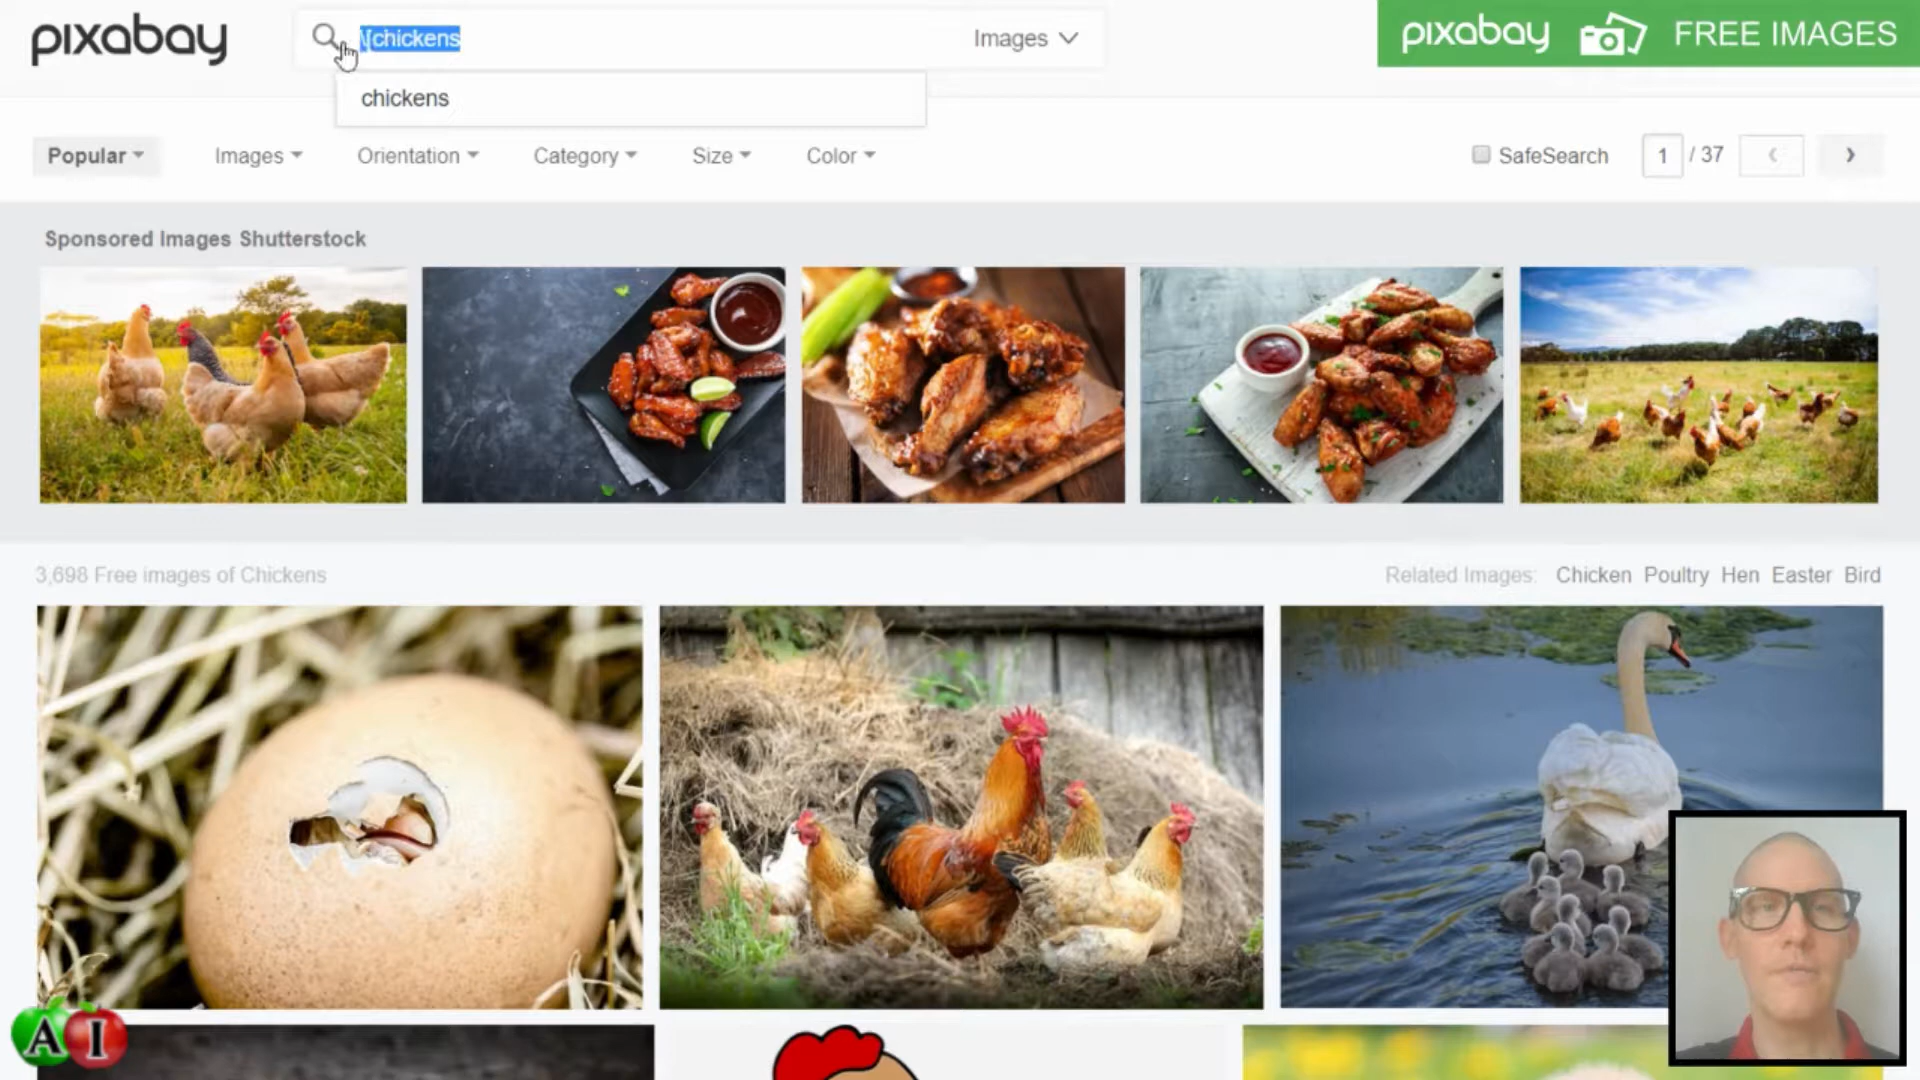 pixabay
\[chickens
Images
pixabay FREE IMAGES
chickens
Popular Images Orientation Category Size Color
SafeSearch 1 / 37
Sponsored Images Shutterstock
3,698 Free images of Chickens
Related Images: Chicken Poultry Hen Easter Bird
AI